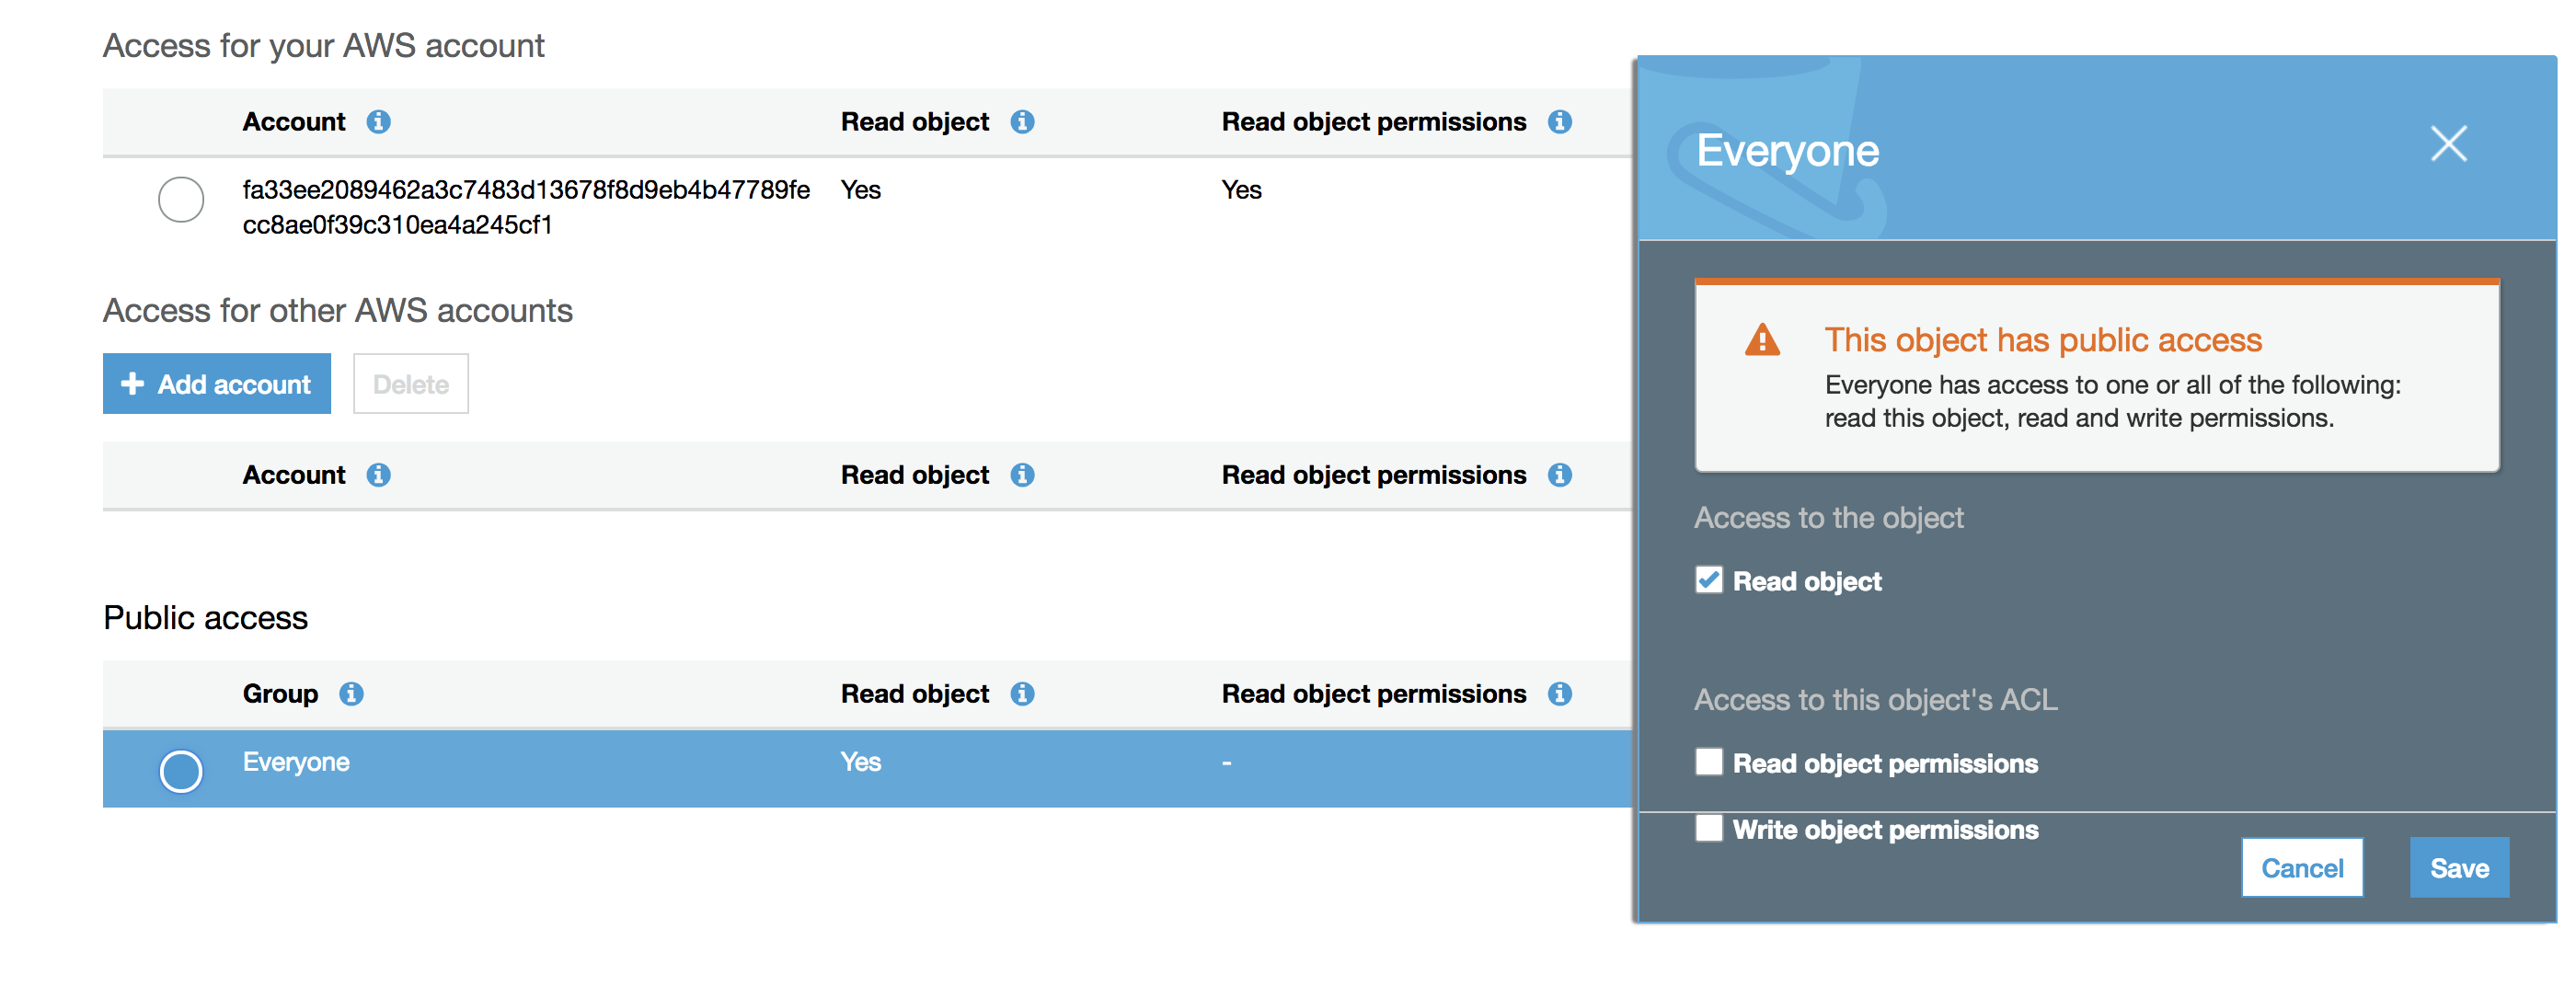 Access for your AWS account
Account Read object Read object permissions
fa33ee2089462a3c7483d13678f8d9eb4b47789fe Yes Yes
cc8ae0f39c310ea4a245cf1
Access for other AWS accounts
+ Add account Delete
Account Read object Read object permissions
Public access
Group Read object Read object permissions
Everyone Yes -
Everyone
This object has public access
Everyone has access to one or all of the following:
read this object, read and write permissions.
Access to the object
Read object
Access to this object's ACL
Read object permissions
Write object permissions
Cancel Save